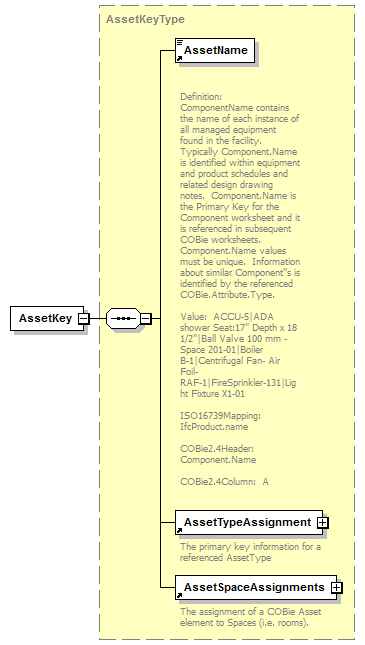 AssetKeyType
AssetName
Definition:
ComponentName contains
the name of each instance of
all managed equipment
found in the facility.
Typically Component.Name
is identified within equipment
and product schedules and
related design drawing
notes.  Component.Name is
the Primary Key for the
Component worksheet and it
is referenced in subsequent
COBie worksheets.
Component.Name values
must be unique.  Information
about similar Component"s is
identified by the referenced
COBie.Attribute.Type.
Value:  ACCU-5|ADA
shower Seat:17" Depth x 18
1/2"|Ball Valve 100 mm -
Space 201-01|Boiler
B-1|Centrifugal Fan- Air
Foil-
RAF-1|FireSprinkler-131|Lig
ht Fixture X1-01
ISO16739Mapping:
IfcProduct.name
COBie2.4Header:
Component.Name
COBie2.4Column:  A
AssetKey
AssetTypeAssignment
The primary key information for a
referenced AssetType
AssetSpaceAssignments
The assignment of a COBie Asset
element to Spaces (i.e. rooms).